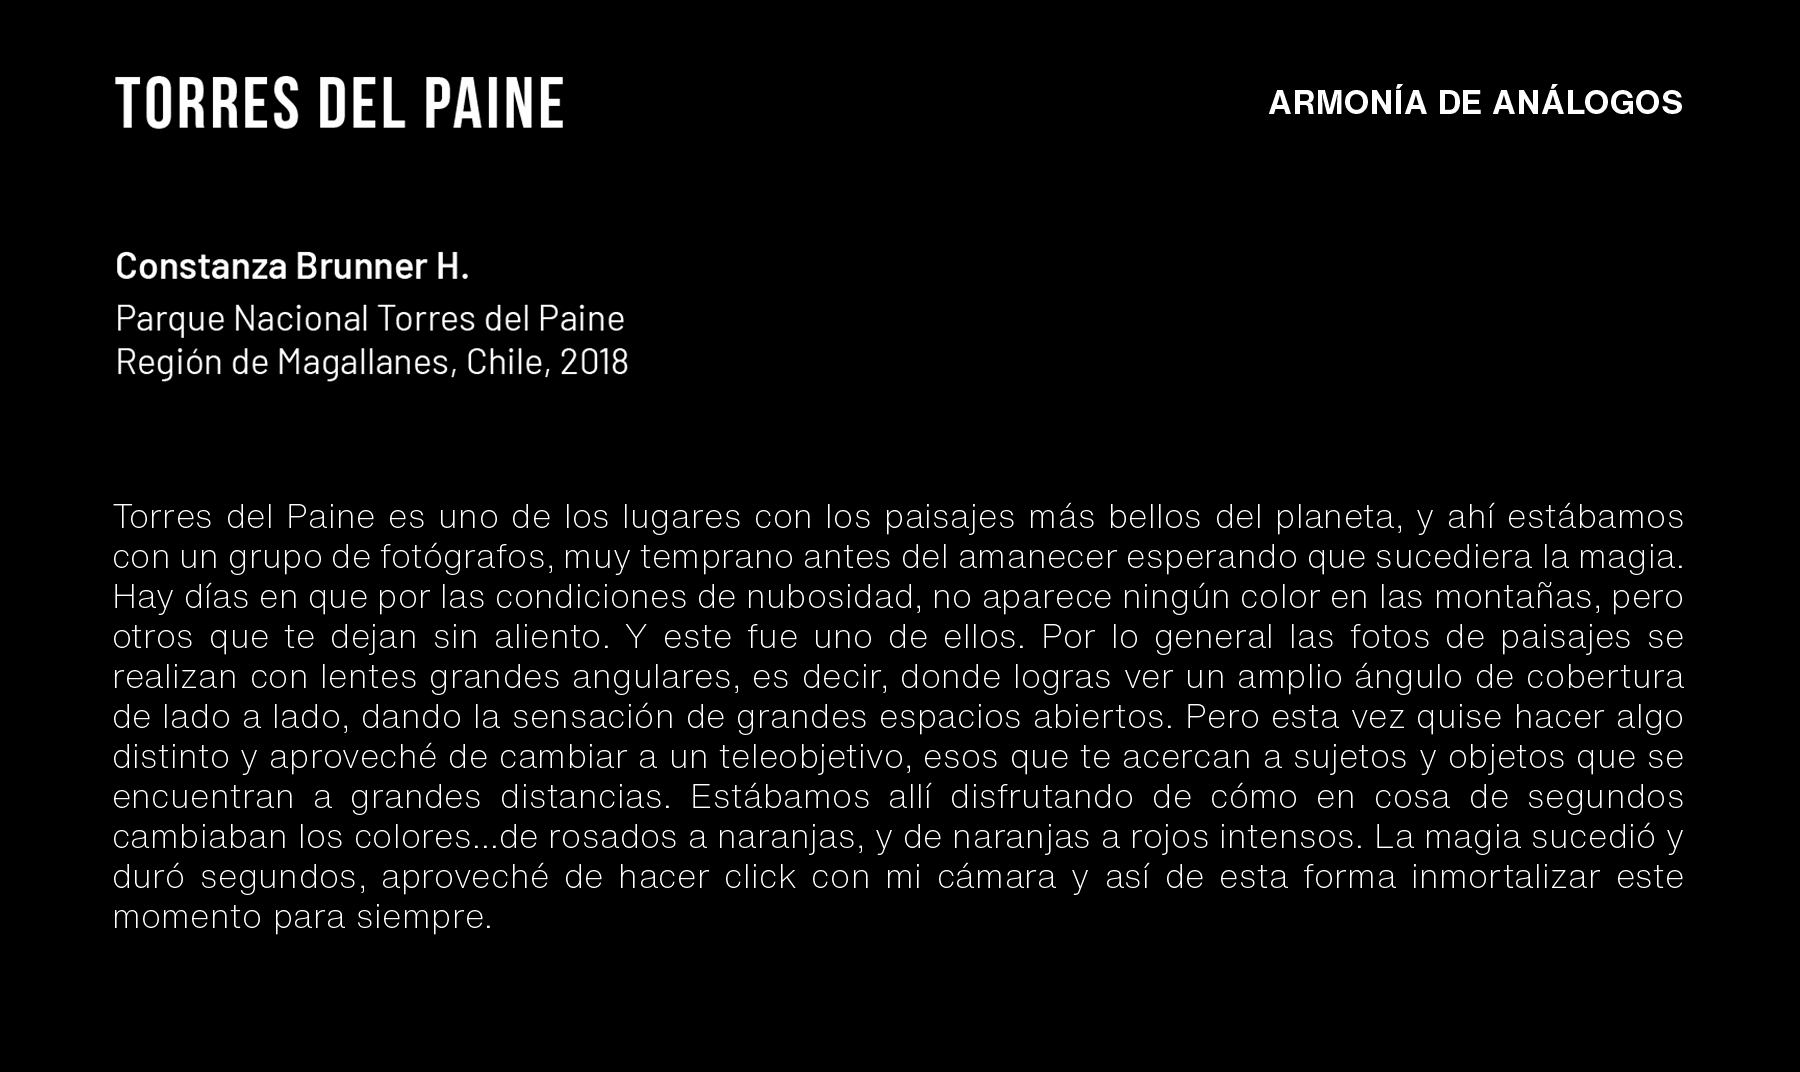 TORRES DEL PAINE
ARMONÍA DE ANÁLOGOS
Constanza Brunner H.
Parque Nacional Torres del Paine
Región de Magallanes, Chile, 2018
Torres del Paine es uno de los lugares con los paisajes más bellos del planeta, y ahí estábamos
con un grupo de fotógrafos, muy temprano antes del amanecer esperando que sucediera la magia.
Hay días en que por las condiciones de nubosidad, no aparece ningún color en las montañas, pero
otros que te dejan sin aliento. Y este fue uno de ellos. Por lo general las fotos de paisajes se
realizan con lentes grandes angulares, es decir, donde logras ver un amplio ángulo de cobertura
de lado a lado, dando la sensación de grandes espacios abiertos. Pero esta vez quise hacer algo
distinto y aproveché de cambiar a un teleobjetivo, esos que te acercan a sujetos y objetos que se
encuentran a grandes distancias. Estábamos allí disfrutando de cómo en cosa de segundos
cambiaban los colores...de rosados a naranjas, y de naranjas a rojos intensos. La magia sucedió y
duró segundos, aproveché de hacer click con mi cámara y así de esta forma inmortalizar este
momento para siempre.